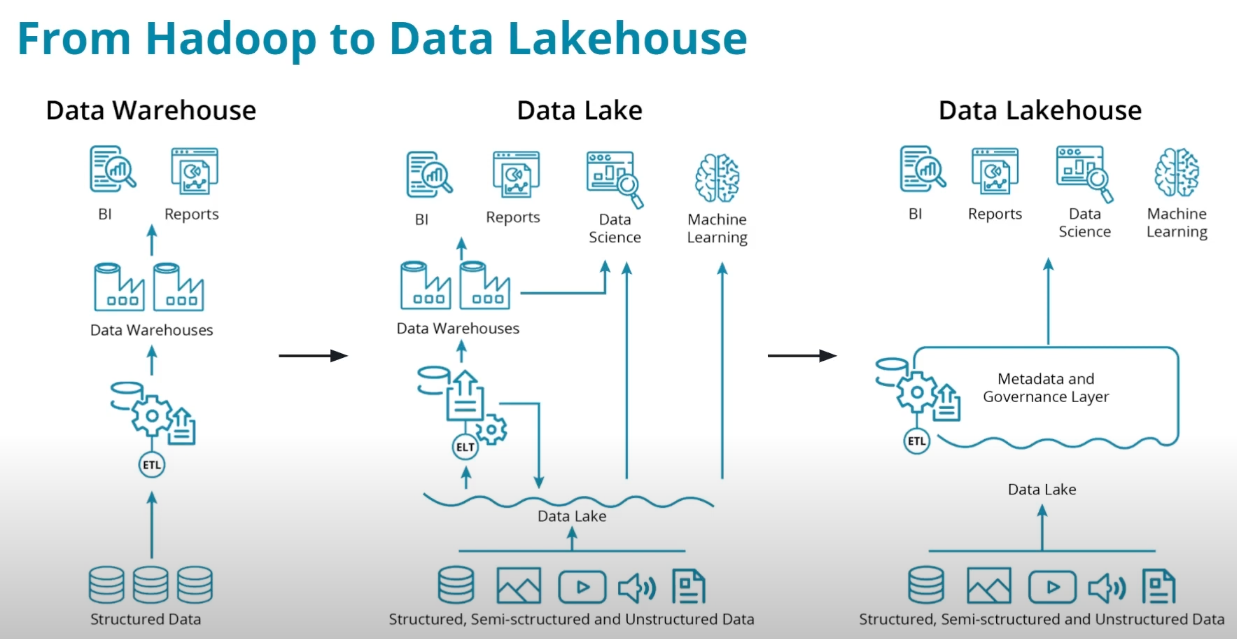 From Hadoop to Data Lakehouse
Data Warehouse
BI
Reports
Data Warehouses
ETL
Structured Data
Data Lake
BI
Reports
Data
Science
Machine
Learning
Data Warehouses
ELT
Data Lake
Structured, Semi-sctructured and Unstructured Data
Data Lakehouse
BI
Reports
Data
Science
Machine
Learning
Metadata and
Governance Layer
ETL
Data Lake
Structured, Semi-sctructured and Unstructured Data